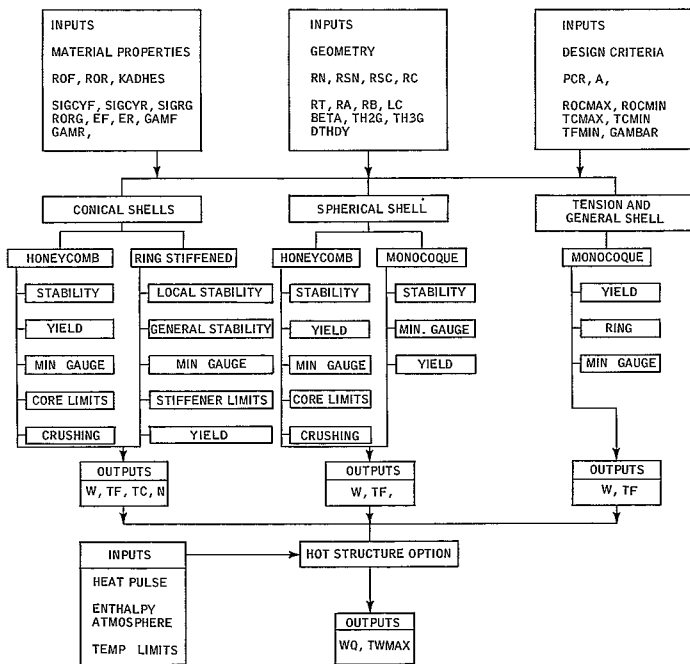 INPUTS
MATERIAL PROPERTIES
ROF, ROR, KADHES
SIGCYF, SIGCYR, SIGRG
RORG, EF, ER, GAMF
GAMR,
INPUTS
GEOMETRY
RN, RSN, RSC, RC
RT, RA, RB, LC
BETA, TH2G, TH3G
DTHDY
INPUTS
DESIGN CRITERIA
PCR, A,
ROCMAX, ROCMIN
TCMAX, TCMIN
TFMIN, GAMBAR
CONICAL SHELLS
SPHERICAL SHELL
TENSION AND
GENERAL SHELL
HONEYCOMB
STABILITY
YIELD
MIN GAUGE
CORE LIMITS
CRUSHING
RING STIFFENED
LOCAL STABILITY
GENERAL STABILITY
MIN GAUGE
STIFFENER LIMITS
YIELD
HONEYCOMB
STABILITY
YIELD
MIN GAUGE
CORE LIMITS
CRUSHING
MONOCOQUE
STABILITY
MIN. GAUGE
YIELD
MONOCOQUE
YIELD
RING
MIN GAUGE
OUTPUTS
W, TF, TC, N
OUTPUTS
W, TF,
OUTPUTS
W, TF
INPUTS
HEAT PULSE
ENTHALPY
ATMOSPHERE
TEMP LIMITS
HOT STRUCTURE OPTION
OUTPUTS
WQ, TWMAX